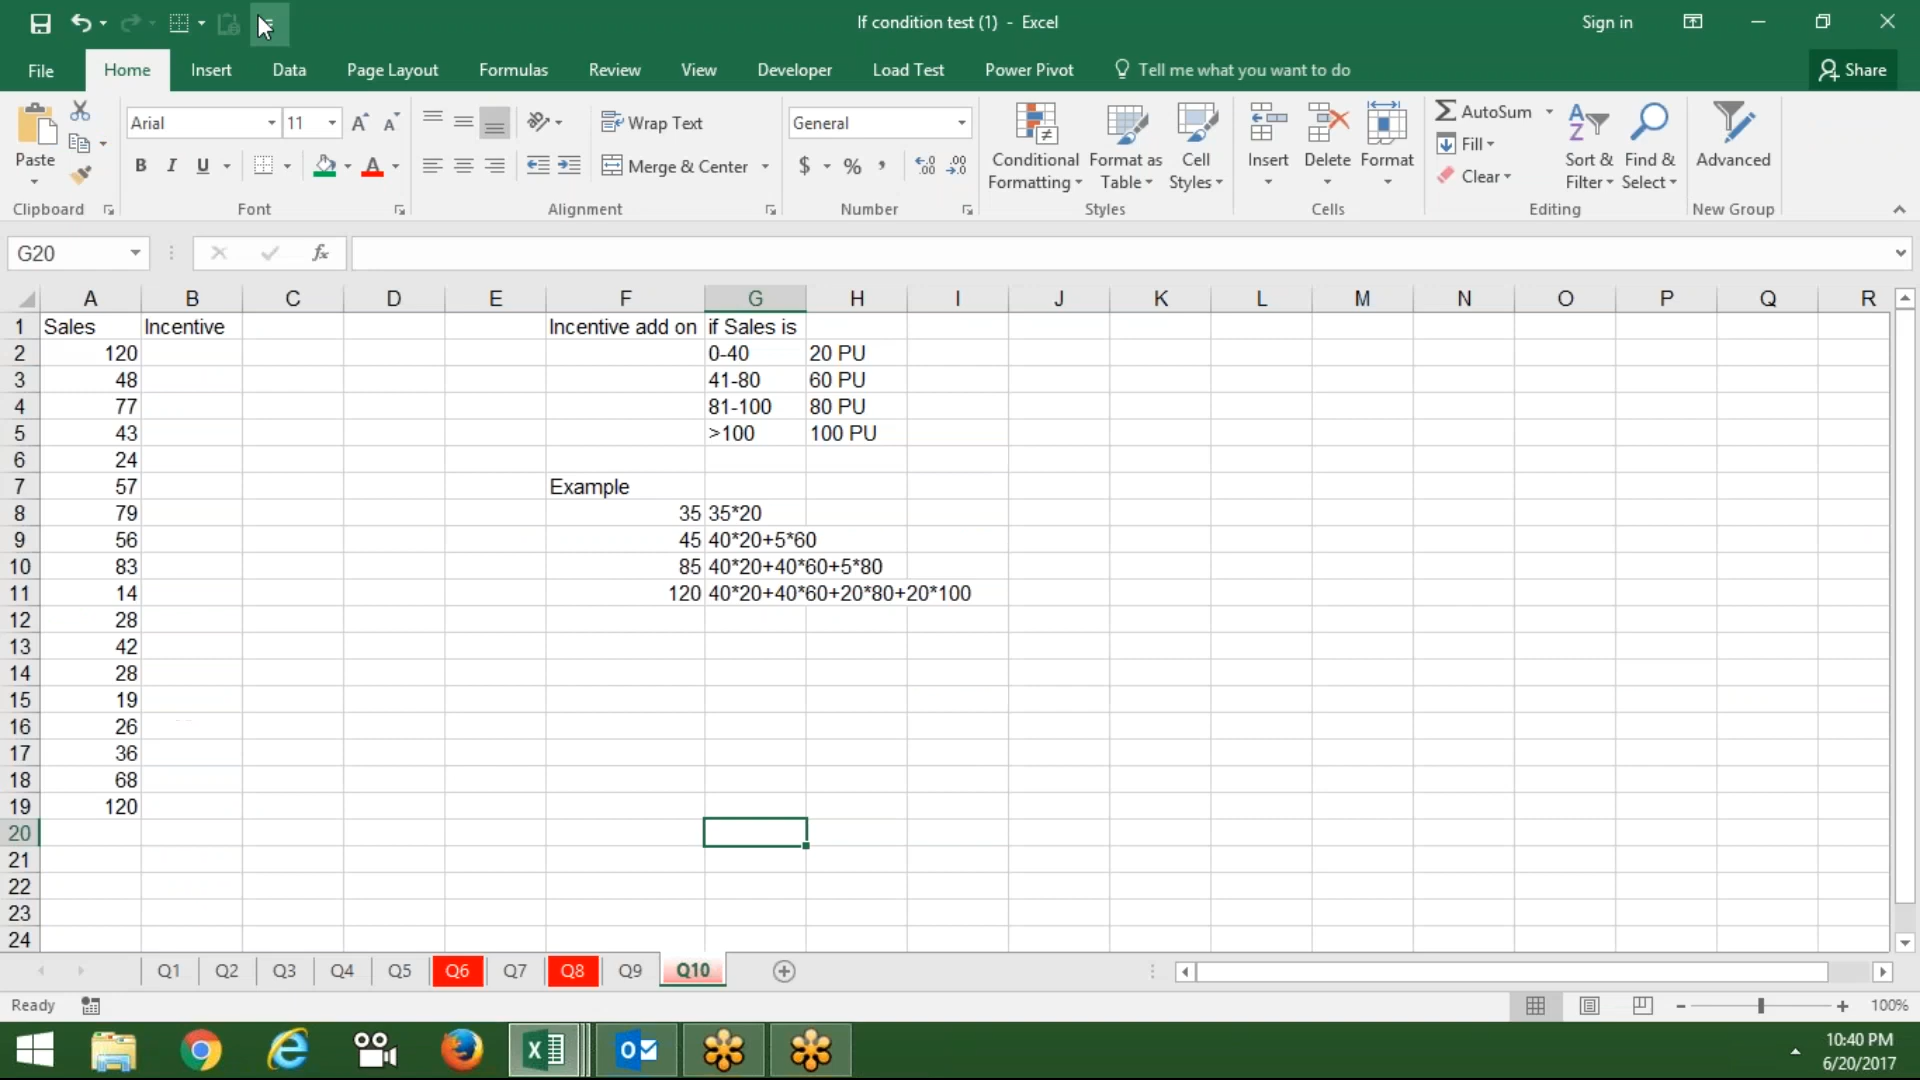 If condition test (1) - Excel
Sign in
File Home Insert Data Page Layout Formulas Review View Developer Load Test Power Pivot Tell me what you want to do Share
Paste
Arial 11
B I U
Wrap Text
Merge & Center
General
$ % ,
Conditional Formatting
Format as Table
Cell Styles
Insert Delete Format
AutoSum
Fill
Clear
Sort & Filter
Find & Select
Advanced
Clipboard Font Alignment Number Styles Cells Editing New Group
G20 fx
A B C D E F G H I J K L M N O P Q R
1 Sales Incentive Incentive add on if Sales is
2 120 0-40 20 PU
3 48 41-80 60 PU
4 77 81-100 80 PU
5 43 >100 100 PU
6 24
7 57 Example
8 79 35 35*20
9 56 45 40*20+5*60
10 83 85 40*20+40*60+5*80
11 14 120 40*20+40*60+20*80+20*100
12 28
13 42
14 28
15 19
16 26
17 36
18 68
19 120
20
21
22
23
24
Q1 Q2 Q3 Q4 Q5 Q6 Q7 Q8 Q9 Q10
Ready 100%
10:40 PM
6/20/2017